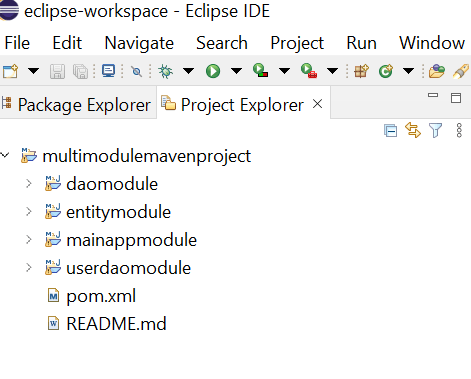 eclipse-workspace - Eclipse IDE
File Edit Navigate Search Project Run Window
Package Explorer Project Explorer
multimodulemavenproject
daomodule
entitymodule
mainappmodule
userdaomodule
pom.xml
README.md